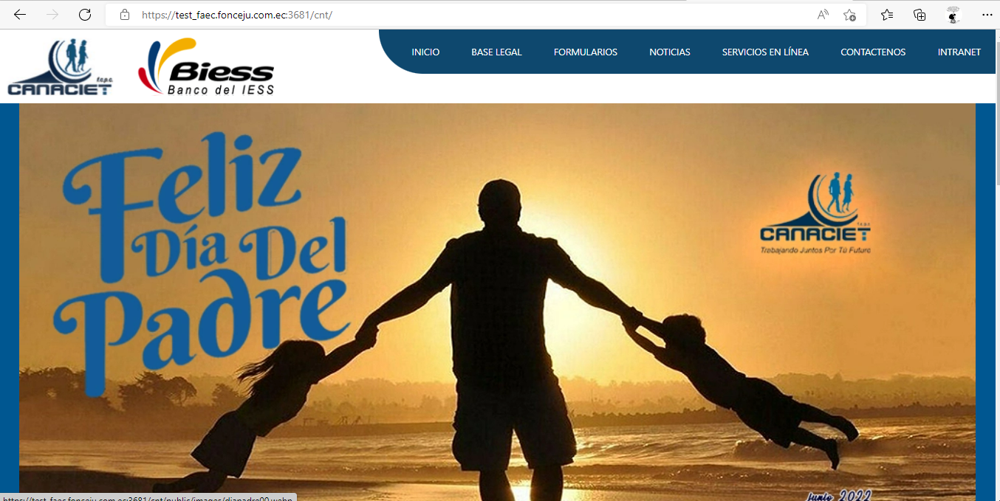 https://test_faec.fonceju.com.ec:3681/cnt/
f.c.p.c.
CANACIET
Biess
Banco del IESS
INICIO BASE LEGAL FORMULARIOS NOTICIAS SERVICIOS EN LÍNEA CONTACTENOS INTRANET
Feliz
Día Del
Padre
f.c.p.c.
CANACIET
Trabajando Juntos Por Tú Futuro
junio 2022
https://test_faec.fonceju.com.ec:3681/cnt/public/images/diapadre00.webp